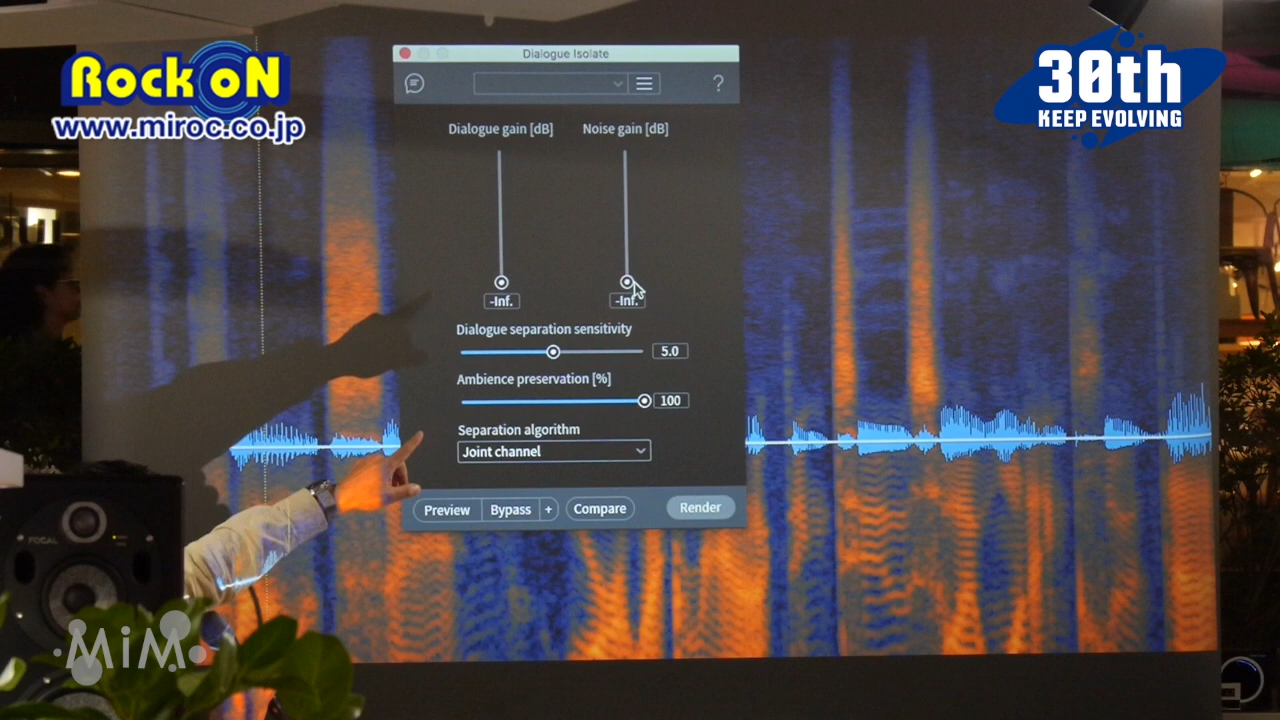 Rock oN
www.miroc.co.jp
30th
KEEP EVOLVING
Dialogue Isolate
?
Dialogue gain [dB]
Noise gain [dB]
-Inf.
-Inf.
Dialogue separation sensitivity
5.0
Ambience preservation [%]
100
Separation algorithm
Joint channel
Preview
Bypass
+
Compare
Render
FOCAL
MiM